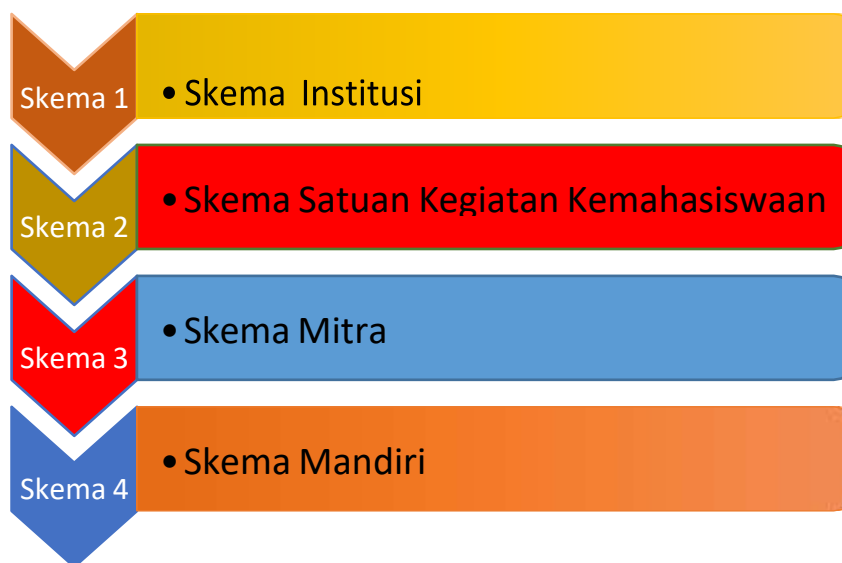 Skema 1
• Skema Institusi
Skema 2
• Skema Satuan Kegiatan Kemahasiswaan
Skema 3
• Skema Mitra
Skema 4
• Skema Mandiri